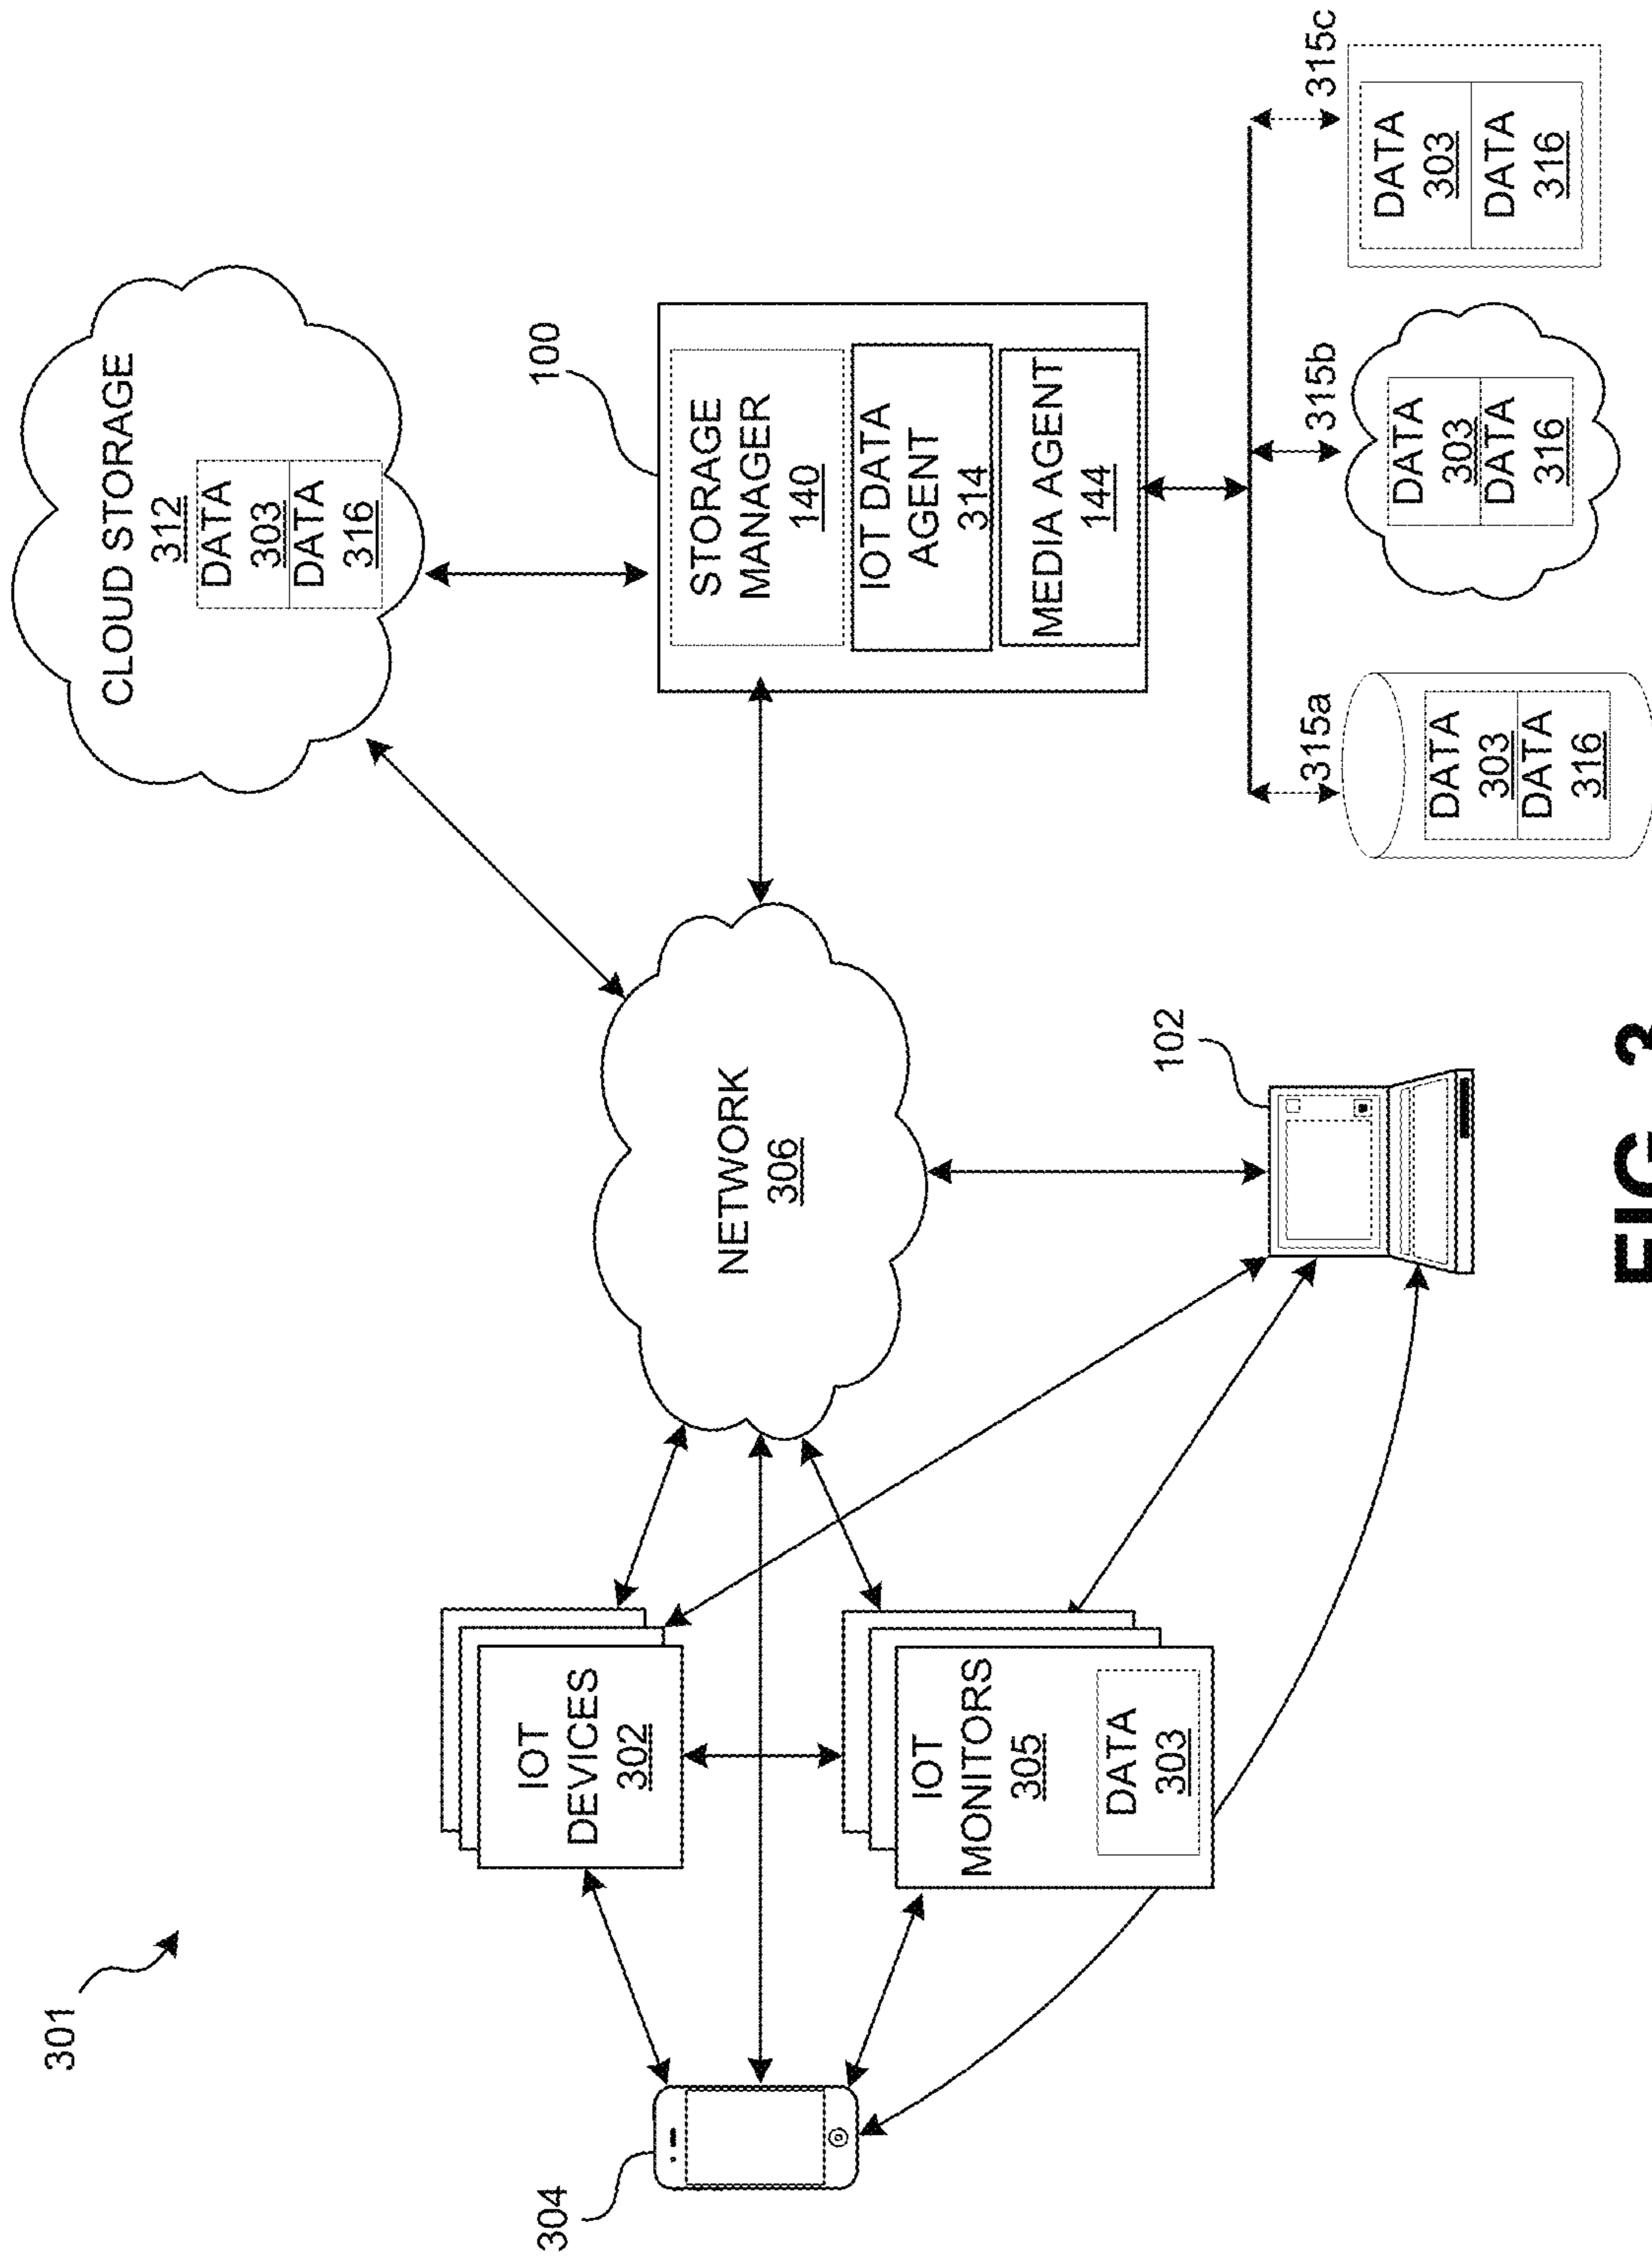 301
304
IOT
DEVICES
302
IOT
MONITORS
305
DATA
303
NETWORK
306
102
CLOUD STORAGE
312
DATA
303
DATA
316
100
STORAGE
MANAGER
140
IOT DATA
AGENT
314
MEDIA AGENT
144
315a
DATA
303
DATA
316
315b
DATA
303
DATA
316
315c
DATA
303
DATA
316
FIG. 3